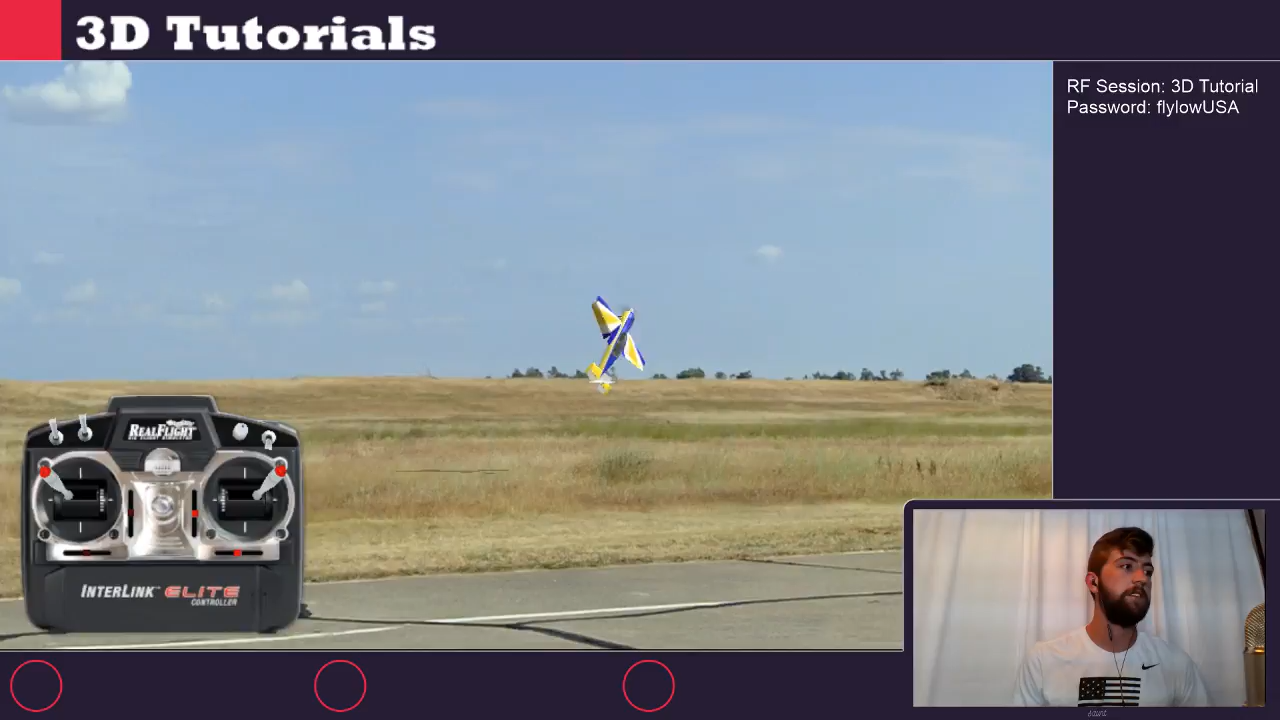 3D Tutorials
RF Session: 3D Tutorial
Password: flylowUSA
REALFLIGHT
INTERLINK ELITE
CONTROLLER